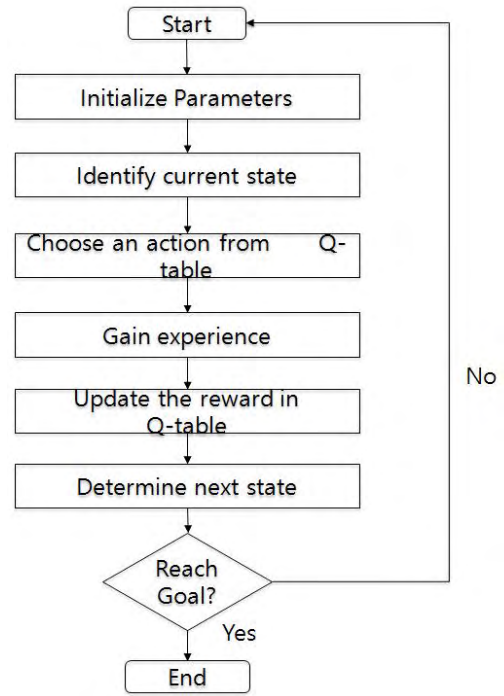 Start
Initialize Parameters
Identify current state
Choose an action from Q-
table
Gain experience
Update the reward in
Q-table
Determine next state
Reach
Goal?
No
Yes
End